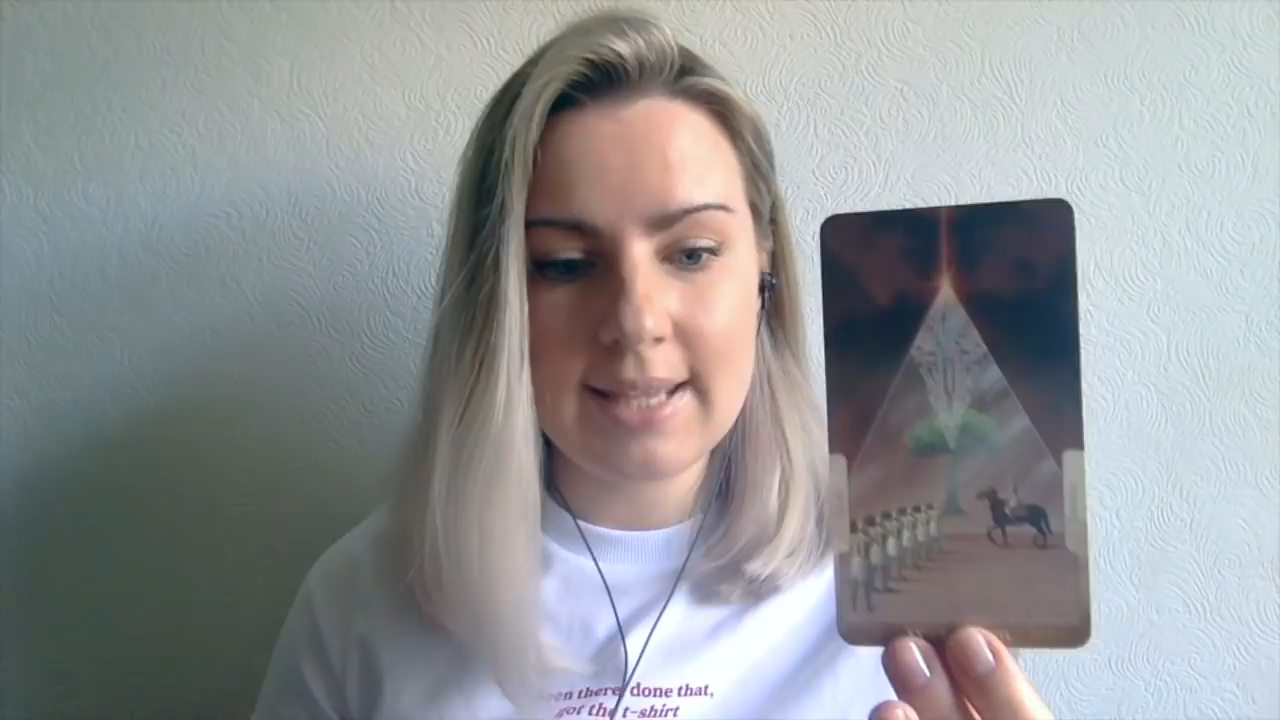 there, done that,
got the t-shirt